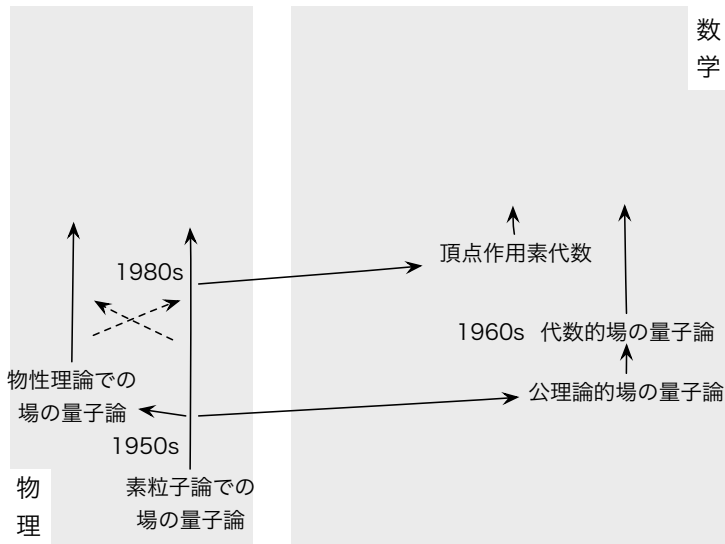 数
学
頂点作用素代数
1980s
1960s 代数的場の量子論
物性理論での
場の量子論
公理論的場の量子論
1950s
物
理
素粒子論での
場の量子論